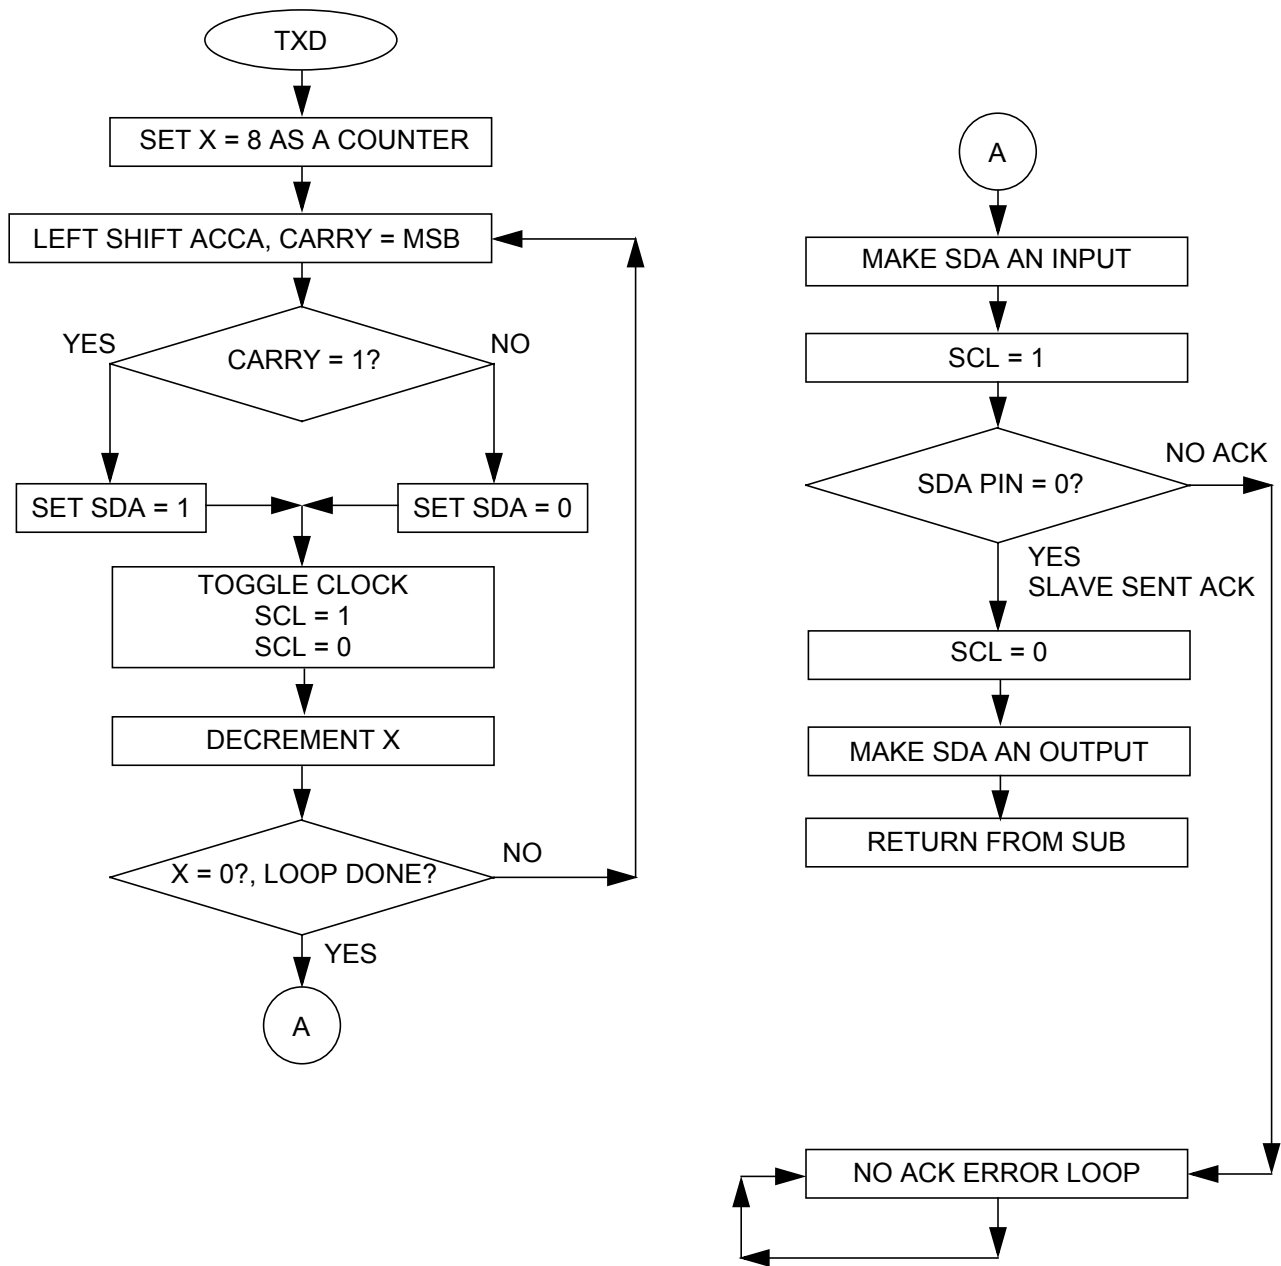 TXD
SET X = 8 AS A COUNTER
LEFT SHIFT ACCA, CARRY = MSB
CARRY = 1?
YES
NO
SET SDA = 1
SET SDA = 0
TOGGLE CLOCK
SCL = 1
SCL = 0
DECREMENT X
X = 0?, LOOP DONE?
NO
YES
A
A
MAKE SDA AN INPUT
SCL = 1
SDA PIN = 0?
NO ACK
YES
SLAVE SENT ACK
SCL = 0
MAKE SDA AN OUTPUT
RETURN FROM SUB
NO ACK ERROR LOOP